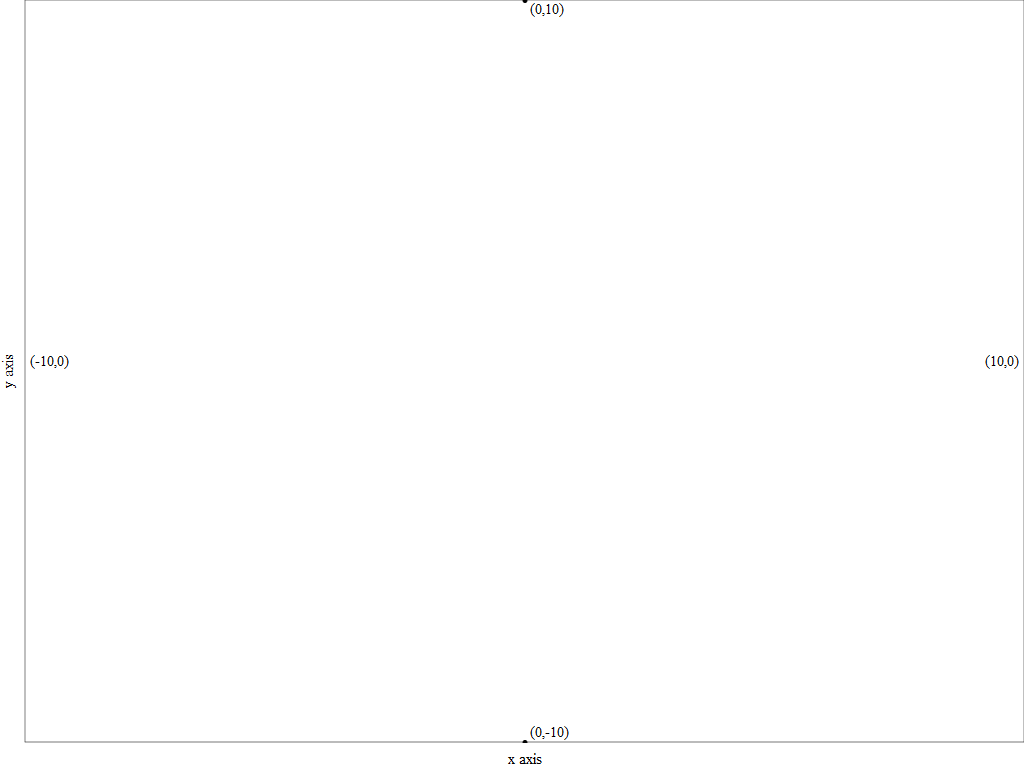 (0,10)
y axis
(-10,0)
(10,0)
(0,-10)
x axis